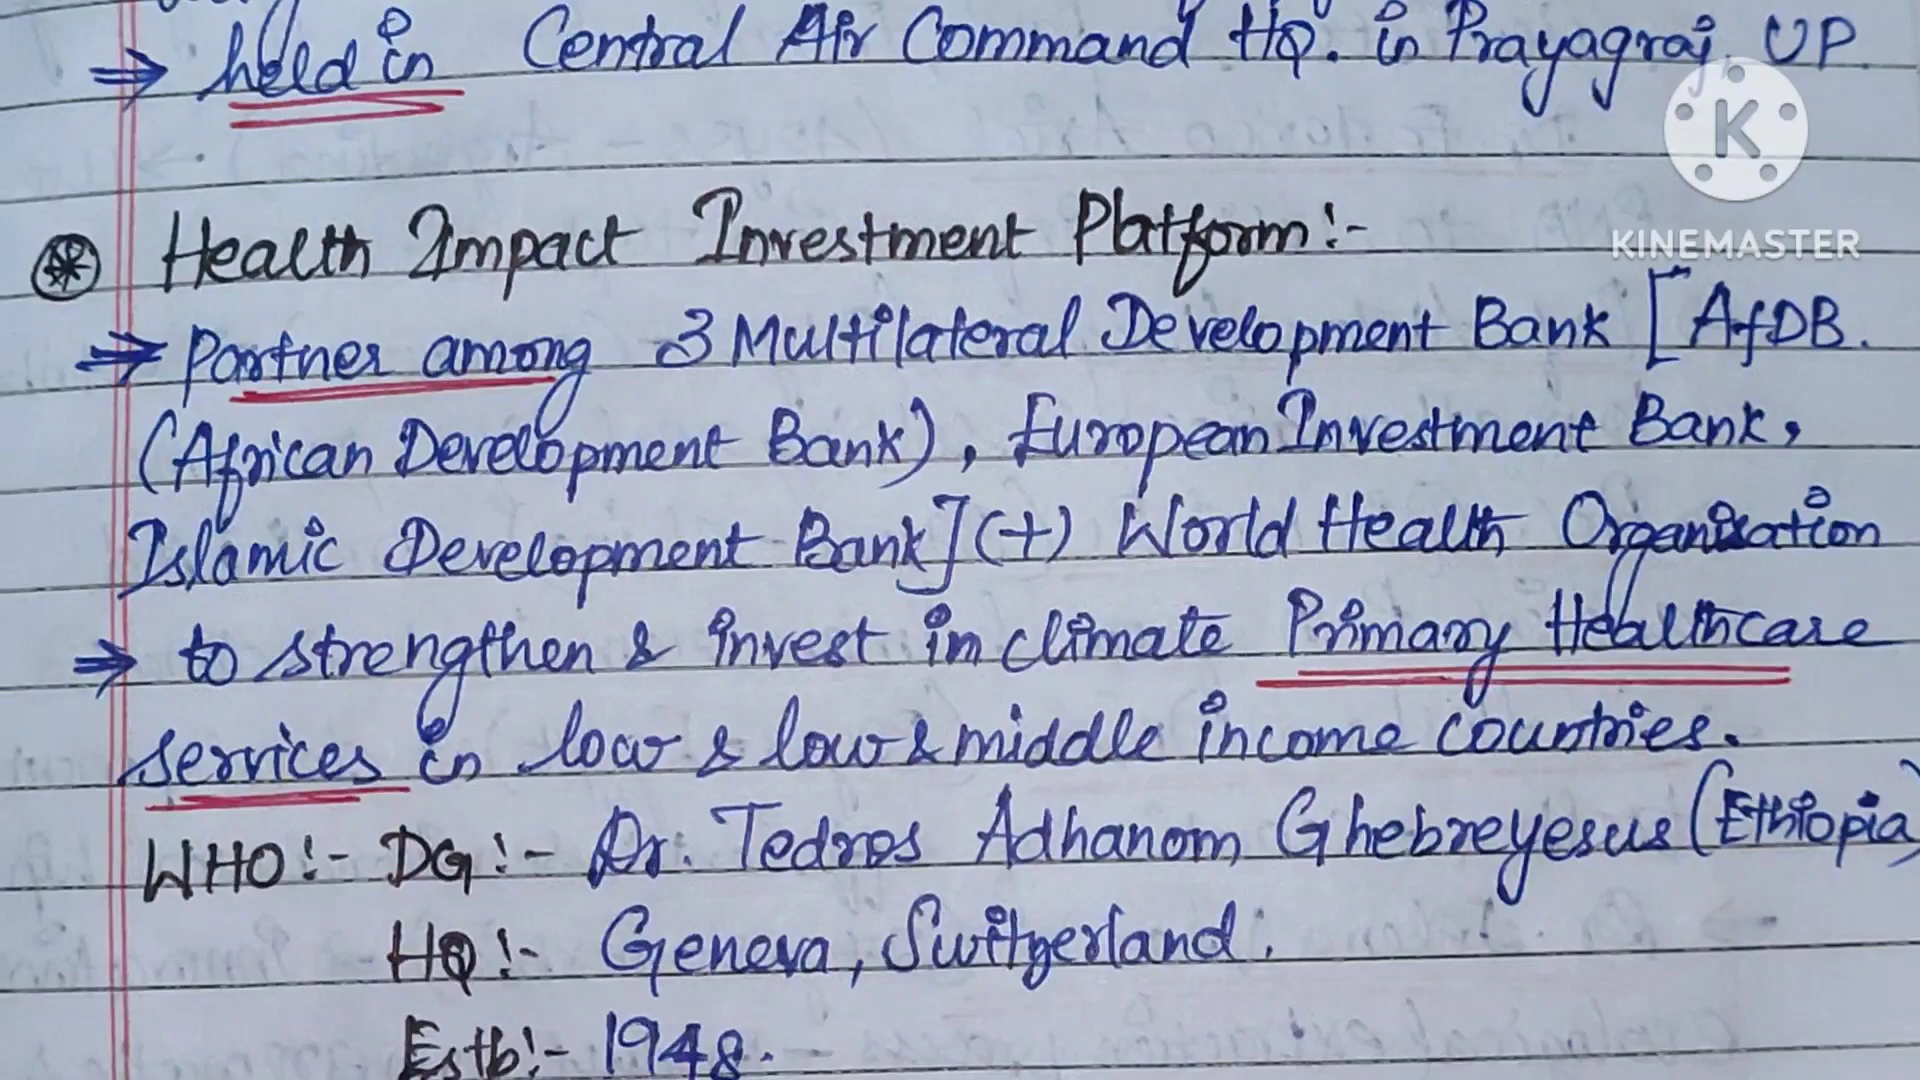 ⇒ held in Central Air Command HQ. in Prayagraj, UP.
K
KINEMASTER
Health Impact Investment Platform:-
⇒ Partner among 3 Multilateral Development Bank [AfDB.
(African Development Bank), European Investment Bank,
Islamic Development Bank] (+) World Health Organisation
⇒ to strengthen & invest in climate Primary Healthcare
services in low & low & middle income countries.
WHO:- DG:- Dr. Tedros Adhanom Ghebreyesus (Ethiopia)
HQ:- Geneva, Switzerland.
Estb:- 1948.